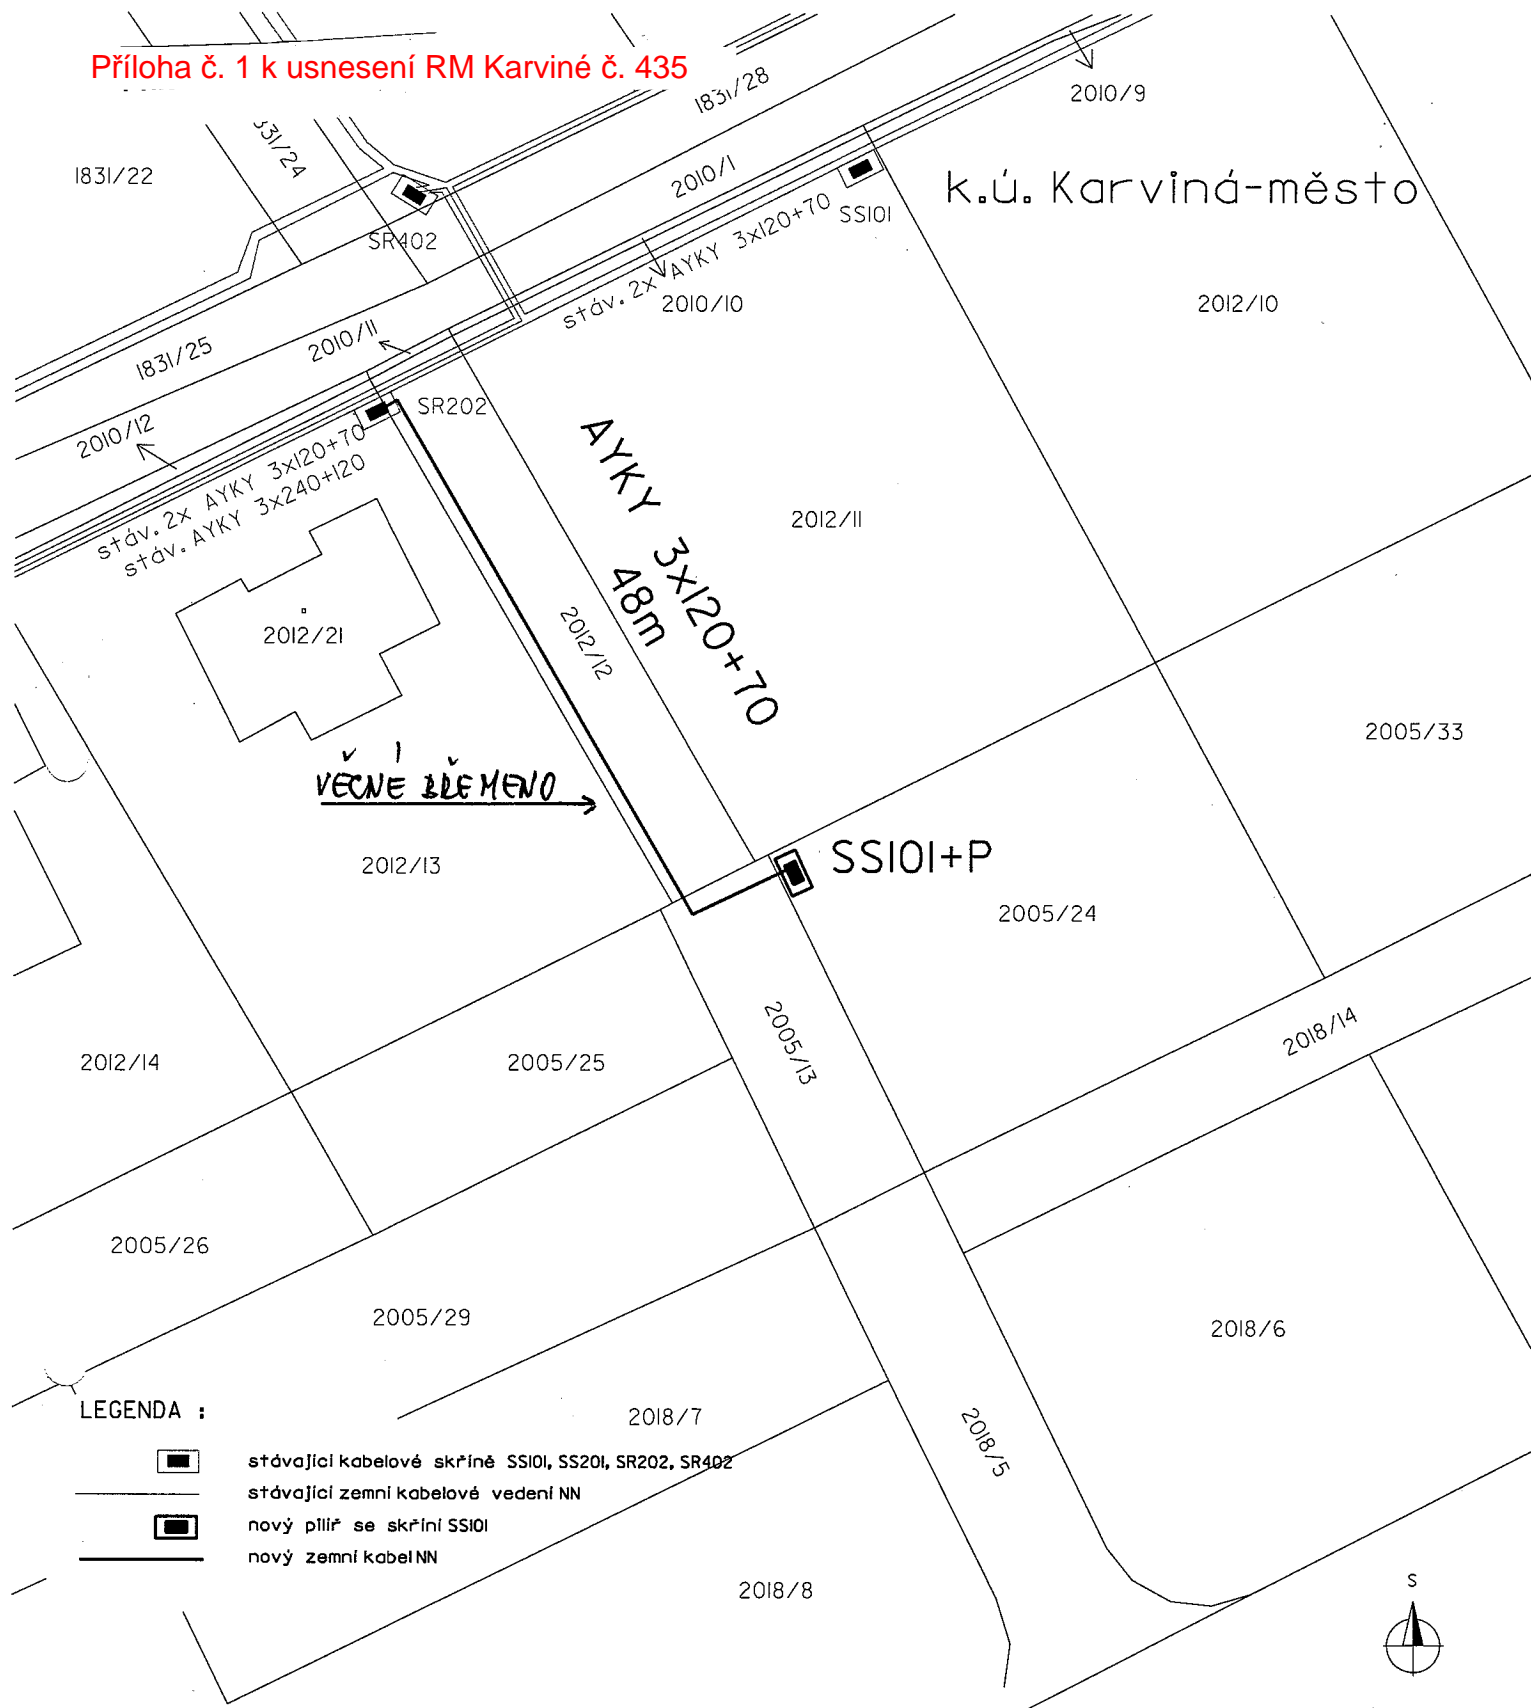 Příloha č. 1 k usnesení RM Karviné č. 435
1831/28
2010/9
331/24
1831/22
2010/1
k.ú. Karviná-město
SS101
SR402
stáv. 2x AYKY 3x120+70
2010/10
2012/10
2010/11
1831/25
SR202
2010/12
stáv. 2x AYKY 3x120+70
stáv. AYKY 3x240+120
AYKY 3x120+70
48m
2012/11
2012/12
2012/21
2005/33
VĚCNÉ BŘEMENO
2012/13
SS101+P
2005/24
2005/13
2018/14
2012/14
2005/25
2005/26
2005/29
2018/6
2018/7
2018/5
LEGENDA :
stávající kabelové skříně SS101, SS201, SR202, SR402
stávající zemní kabelové vedení NN
nový pilíř se skříní SS101
nový zemní kabel NN
2018/8
S